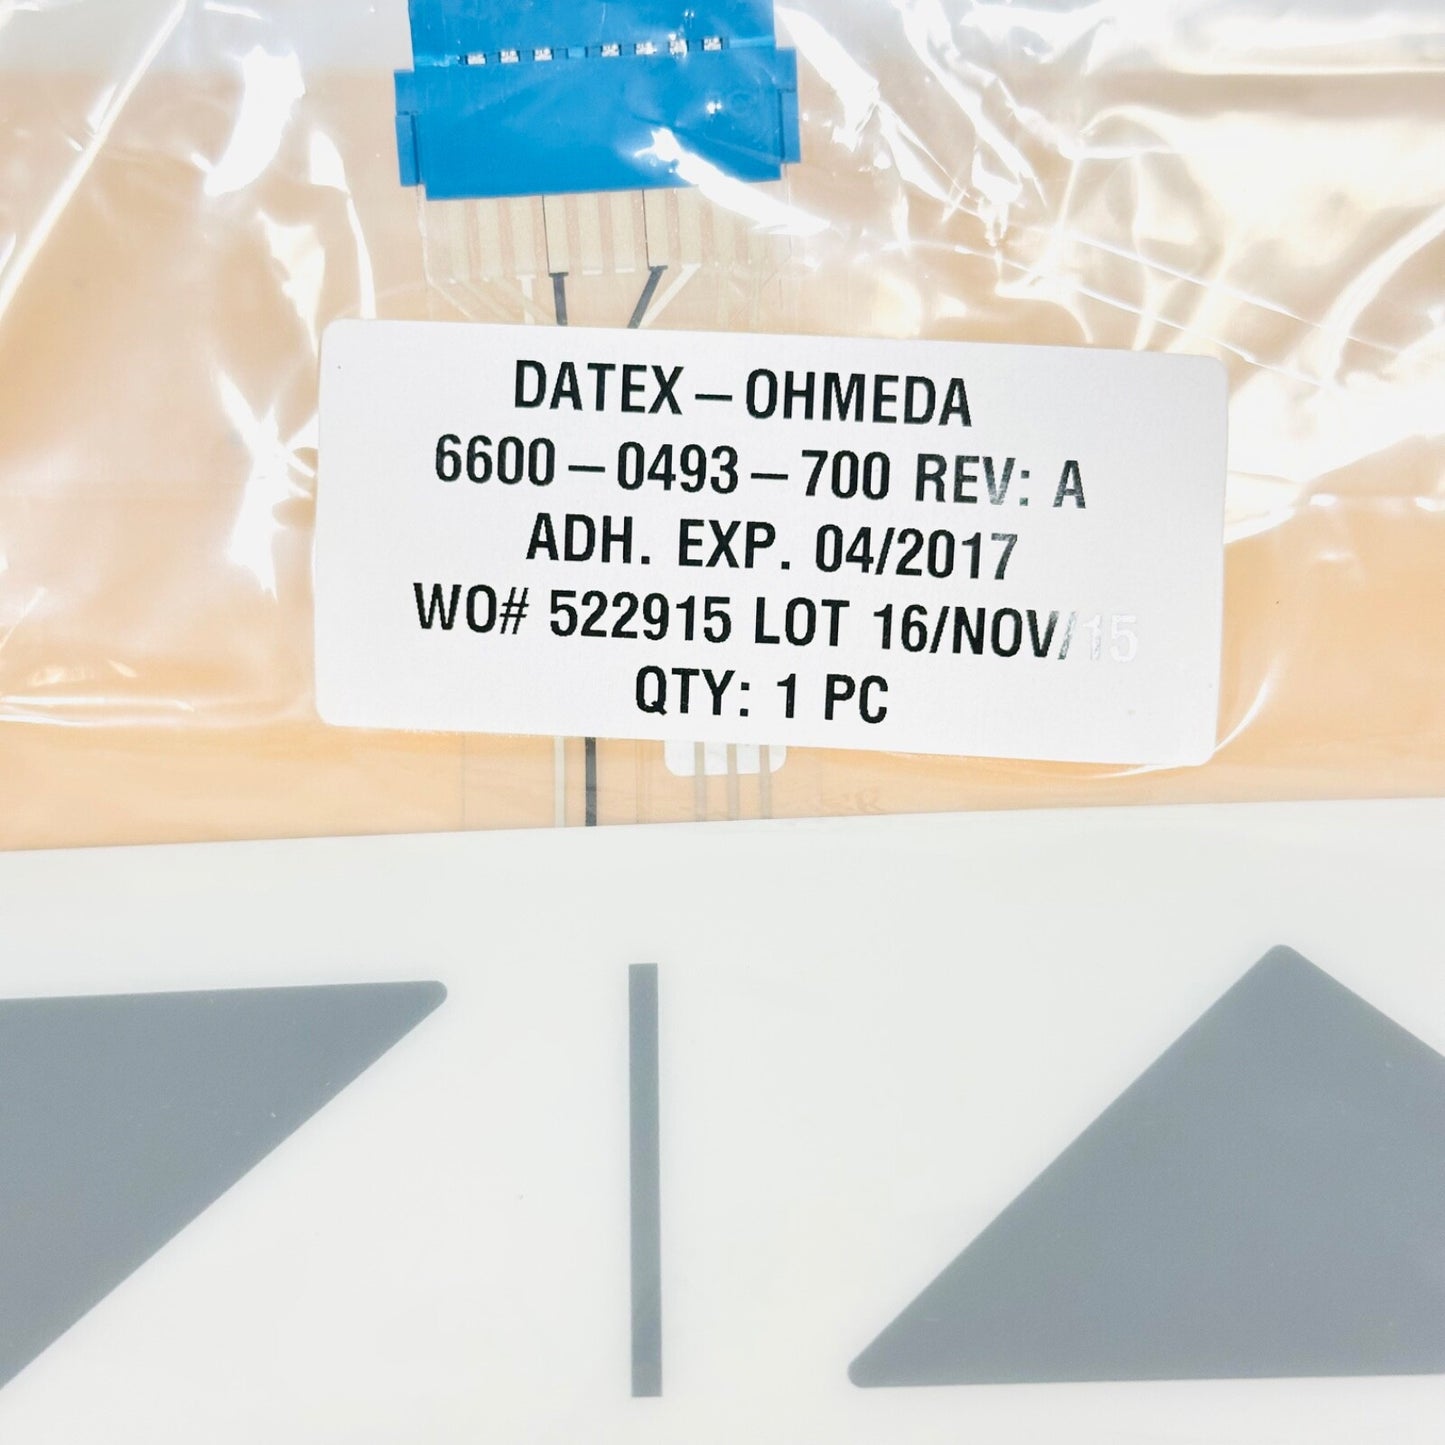 DATEX–OHMEDA
6600–0493–700 REV: A
ADH. EXP. 04/2017
WO# 522915 LOT 16/NOV/15
QTY: 1 PC